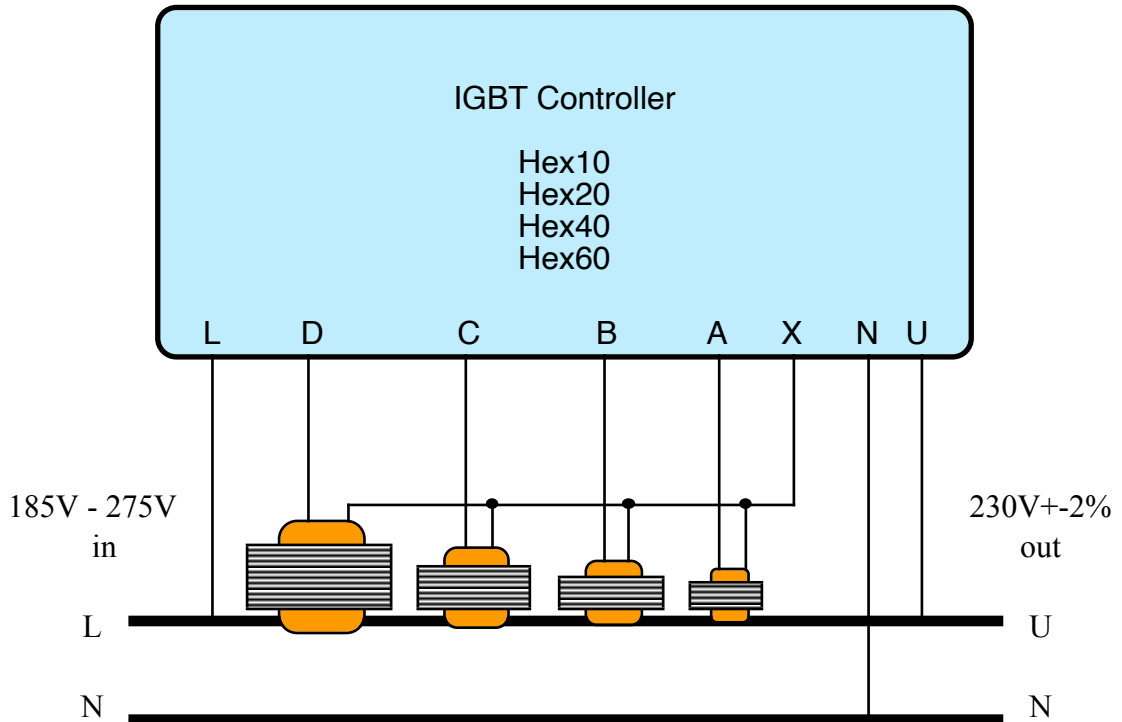 IGBT Controller
Hex10
Hex20
Hex40
Hex60
L D C B A X N U
185V - 275V
in
230V+-2%
out
L
U
N
N